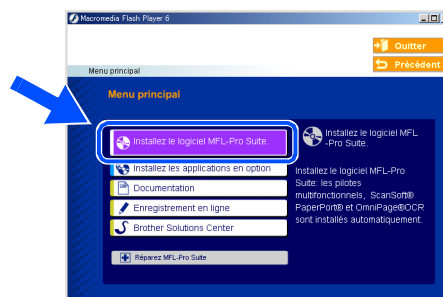 Macromedia Flash Player 6
Quitter
Précédent
Menu principal
Menu principal
Installez le logiciel MFL-Pro Suite.
Installez les applications en option
Documentation
Enregistrement en ligne
Brother Solutions Center
Réparez MFL-Pro Suite
Installez le logiciel MFL
-Pro Suite.
Installez le logiciel MFL-Pro
Suite: les pilotes
multifonctionnels, ScanSoft®
PaperPort® et OmniPage®OCR
sont installés automatiquement.